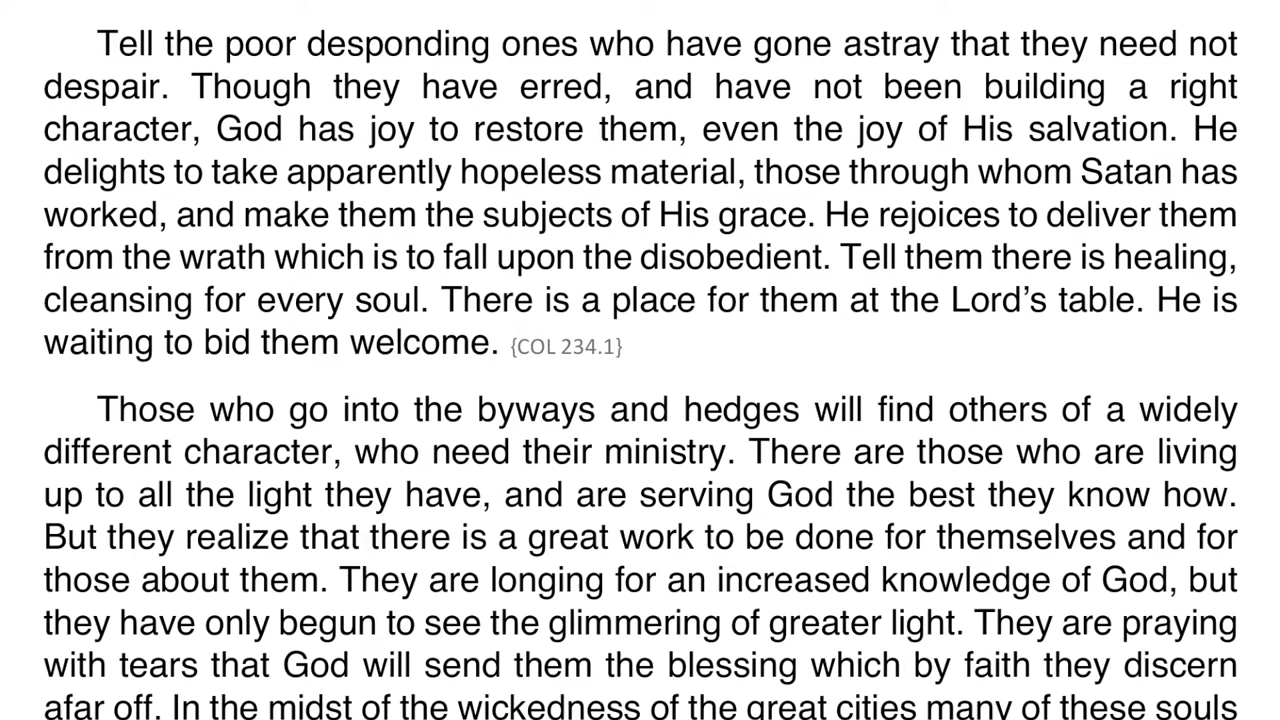 Tell the poor desponding ones who have gone astray that they need not
despair. Though they have erred, and have not been building a right
character, God has joy to restore them, even the joy of His salvation. He
delights to take apparently hopeless material, those through whom Satan has
worked, and make them the subjects of His grace. He rejoices to deliver them
from the wrath which is to fall upon the disobedient. Tell them there is healing,
cleansing for every soul. There is a place for them at the Lord’s table. He is
waiting to bid them welcome. {COL 234.1}
Those who go into the byways and hedges will find others of a widely
different character, who need their ministry. There are those who are living
up to all the light they have, and are serving God the best they know how.
But they realize that there is a great work to be done for themselves and for
those about them. They are longing for an increased knowledge of God, but
they have only begun to see the glimmering of greater light. They are praying
with tears that God will send them the blessing which by faith they discern
afar off. In the midst of the wickedness of the great cities many of these souls